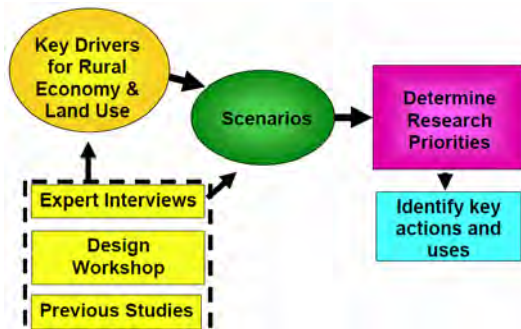 Key Drivers
for Rural
Economy &
Land Use
Scenarios
Determine
Research
Priorities
Expert Interviews
Design
Workshop
Previous Studies
Identify key
actions and
uses